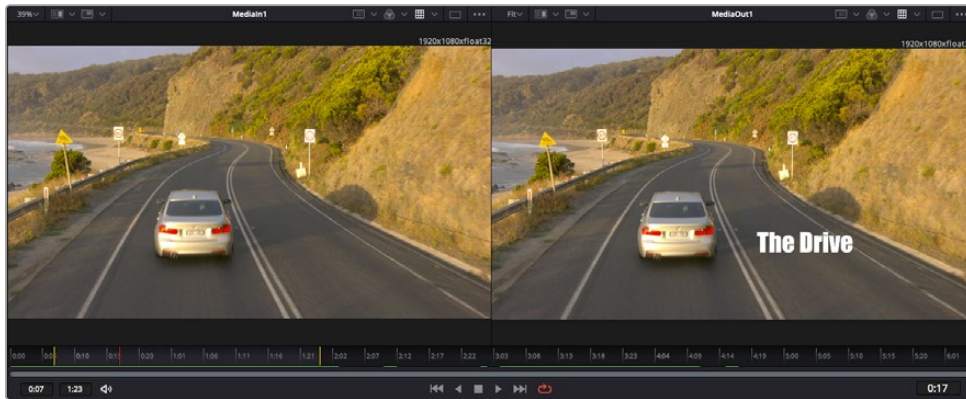 39%
MediaIn1
Fit
MediaOut1
1920x1080xfloat32
1920x1080xfloat
The Drive
0:00 0:10 0:20 1:01 1:06 1:11 1:16 1:21 2:02 2:07 2:12 2:17 2:22 3:03 3:08 3:13 3:18 3:23 4:04 4:09 4:14 4:19 5:00 5:05 5:10 5:15 5:20 6:01
0:07 1:23 0:17